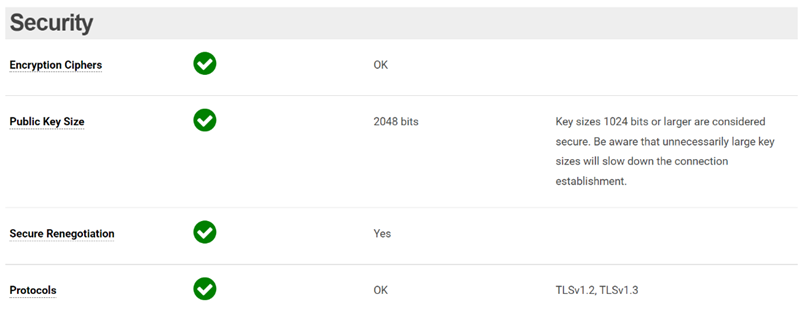 Security
Encryption Ciphers
OK
Public Key Size
2048 bits
Key sizes 1024 bits or larger are considered
secure. Be aware that unnecessarily large key
sizes will slow down the connection
establishment.
Secure Renegotiation
Yes
Protocols
OK
TLSv1.2, TLSv1.3